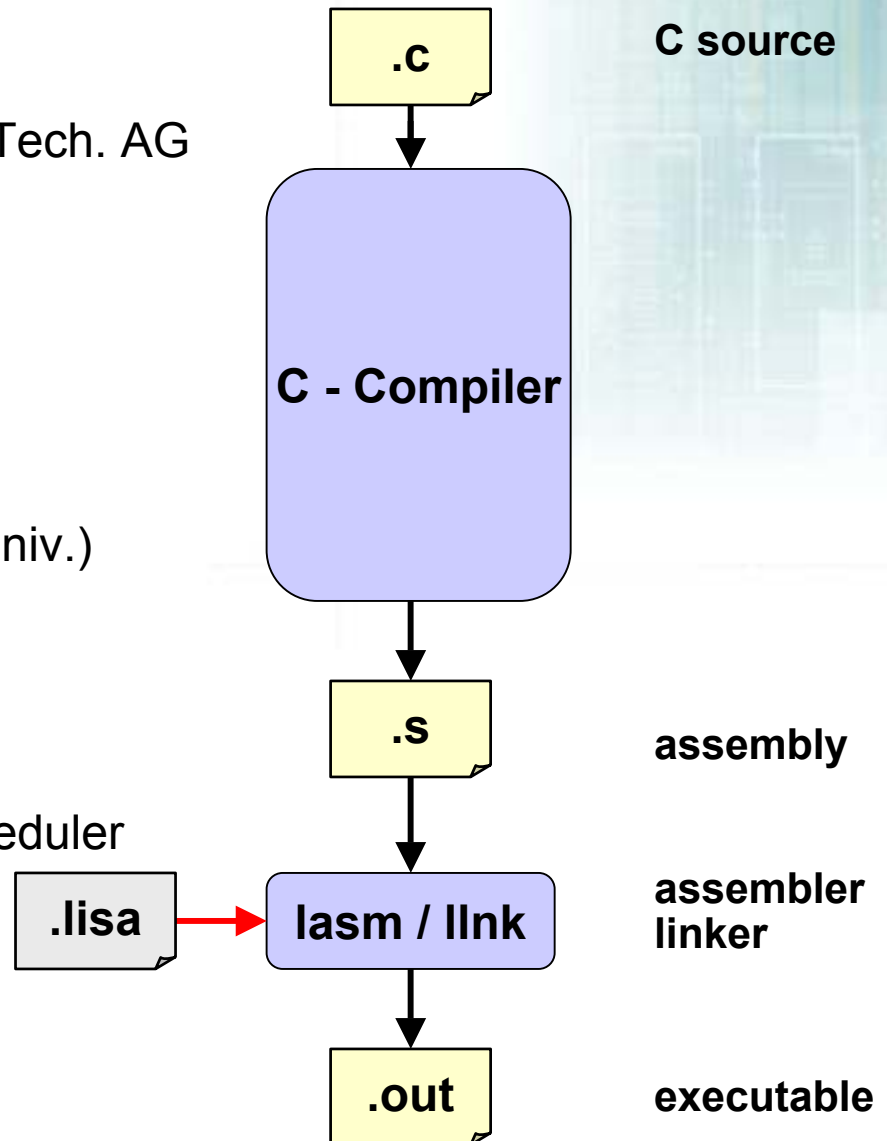 .c
C source
Tech. AG
C - Compiler
niv.)
.s
assembly
eduler
.lisa
lasm / llnk
assembler
linker
.out
executable